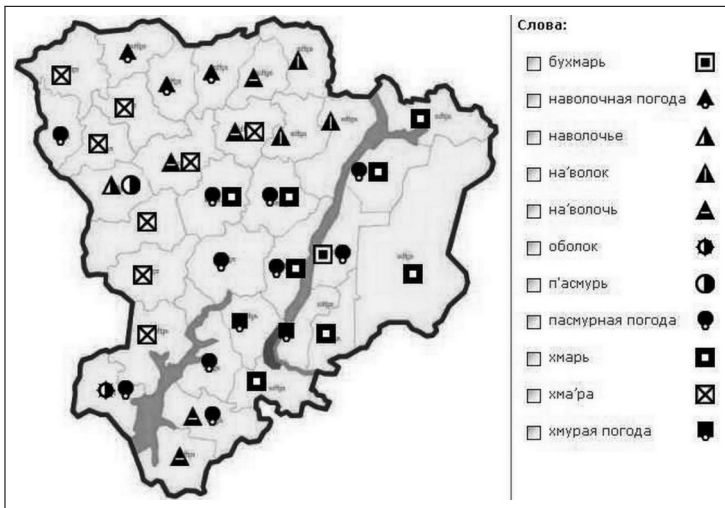 Слова:
бухмарь
наволочная погода
наволочье
на'волок
на'волочь
оболок
п'асмурь
пасмурная погода
хмарь
хма'ра
хмурая погода